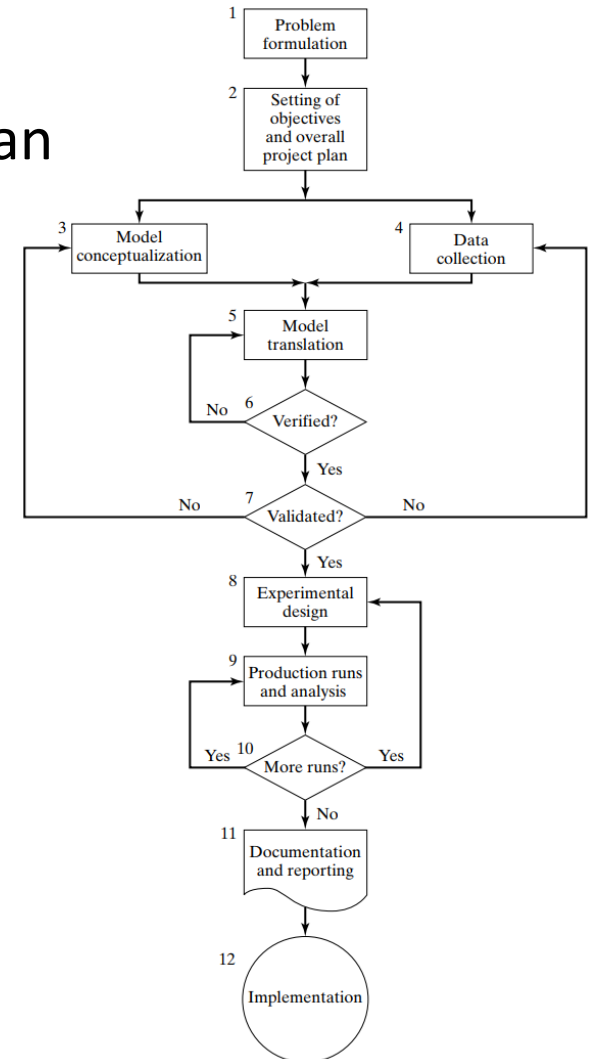 an
1
Problem
formulation
2
Setting of
objectives
and overall
project plan
3
Model
conceptualization
4
Data
collection
5
Model
translation
No
6
Verified?
Yes
No
7
Validated?
No
Yes
8
Experimental
design
9
Production runs
and analysis
Yes
10
More runs?
Yes
No
11
Documentation
and reporting
12
Implementation